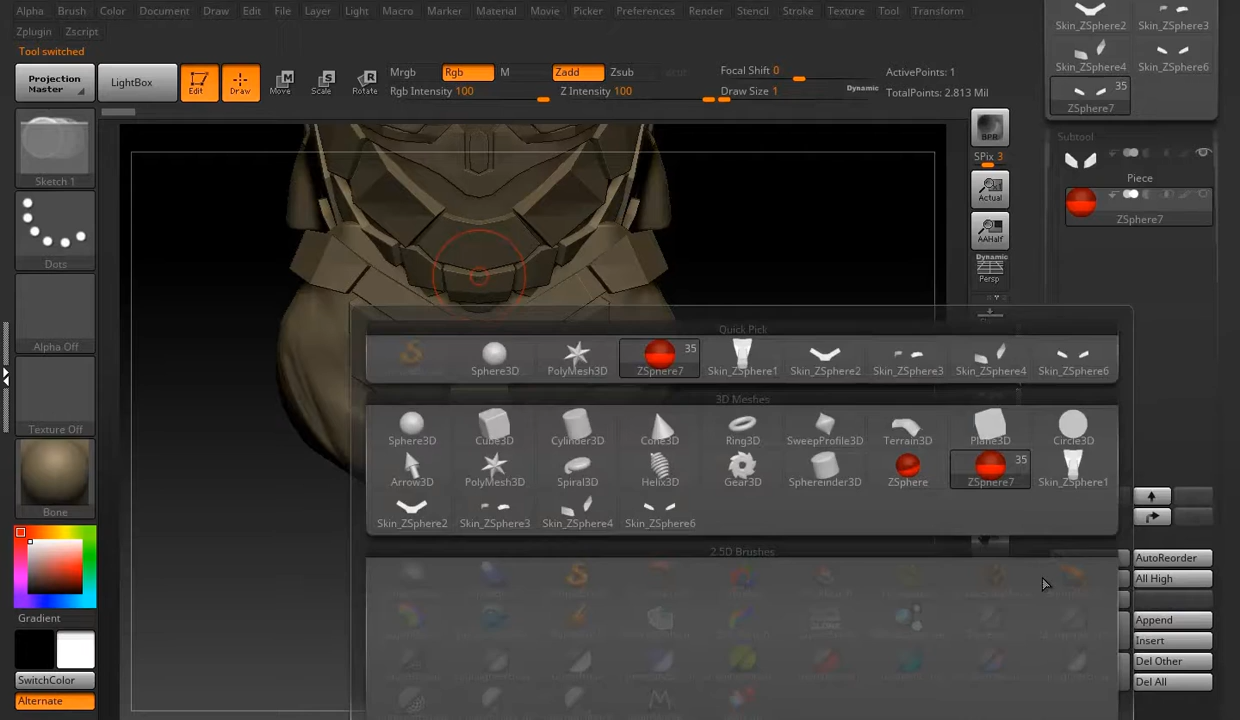 Alpha Brush Color Document Draw Edit File Layer Light Macro Marker Material Movie Picker Preferences Render Stencil Stroke Texture Tool Transform
Zplugin Zscript
Tool switched
Projection Master
LightBox
Edit
Draw
Move
Scale
Rotate
Mrgb Rgb M Zadd Zsub
Rgb Intensity 100
Z Intensity 100
Focal Shift 0
Draw Size 1
Dynamic
ActivePoints: 1
TotalPoints: 2.813 Mil
Skin_ZSphere2 Skin_ZSphere3
Skin_ZSphere4 Skin_ZSphere6
35
ZSphere7
Subtool
Piece
ZSphere7
BPR
SPix 3
Actual
AAHalf
Dynamic
Persp
Sketch 1
Dots
Alpha Off
Texture Off
Bone
Gradient
SwitchColor
Alternate
Quick Pick
35
Sphere3D PolyMesh3D ZSphere7 Skin_ZSphere1 Skin_ZSphere2 Skin_ZSphere3 Skin_ZSphere4 Skin_ZSphere6
3D Meshes
Sphere3D Cube3D Cylinder3D Cone3D Ring3D SweepProfile3D Terrain3D Plane3D Circle3D
35
Arrow3D PolyMesh3D Spiral3D Helix3D Gear3D Sphereinder3D ZSphere ZSphere7 Skin_ZSphere1
Skin_ZSphere2 Skin_ZSphere3 Skin_ZSphere4 Skin_ZSphere6
2.5D Brushes
AutoReorder
All High
Append
Insert
Del Other
Del All